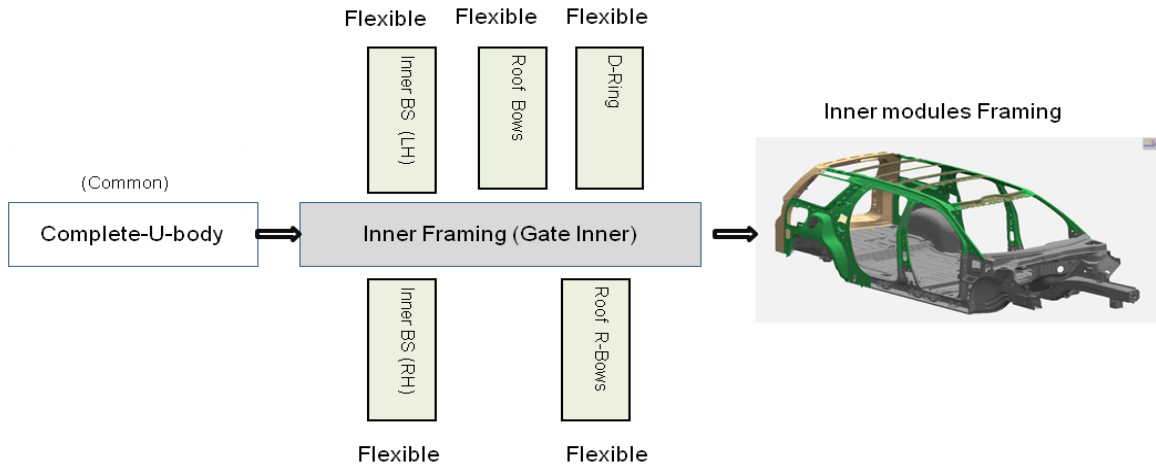 Flexible
Flexible
Flexible
Inner BS (LH)
Roof Bows
D-Ring
Inner modules Framing
(Common)
Complete-U-body
Inner Framing (Gate Inner)
Inner BS (RH)
Roof R-Bows
Flexible
Flexible